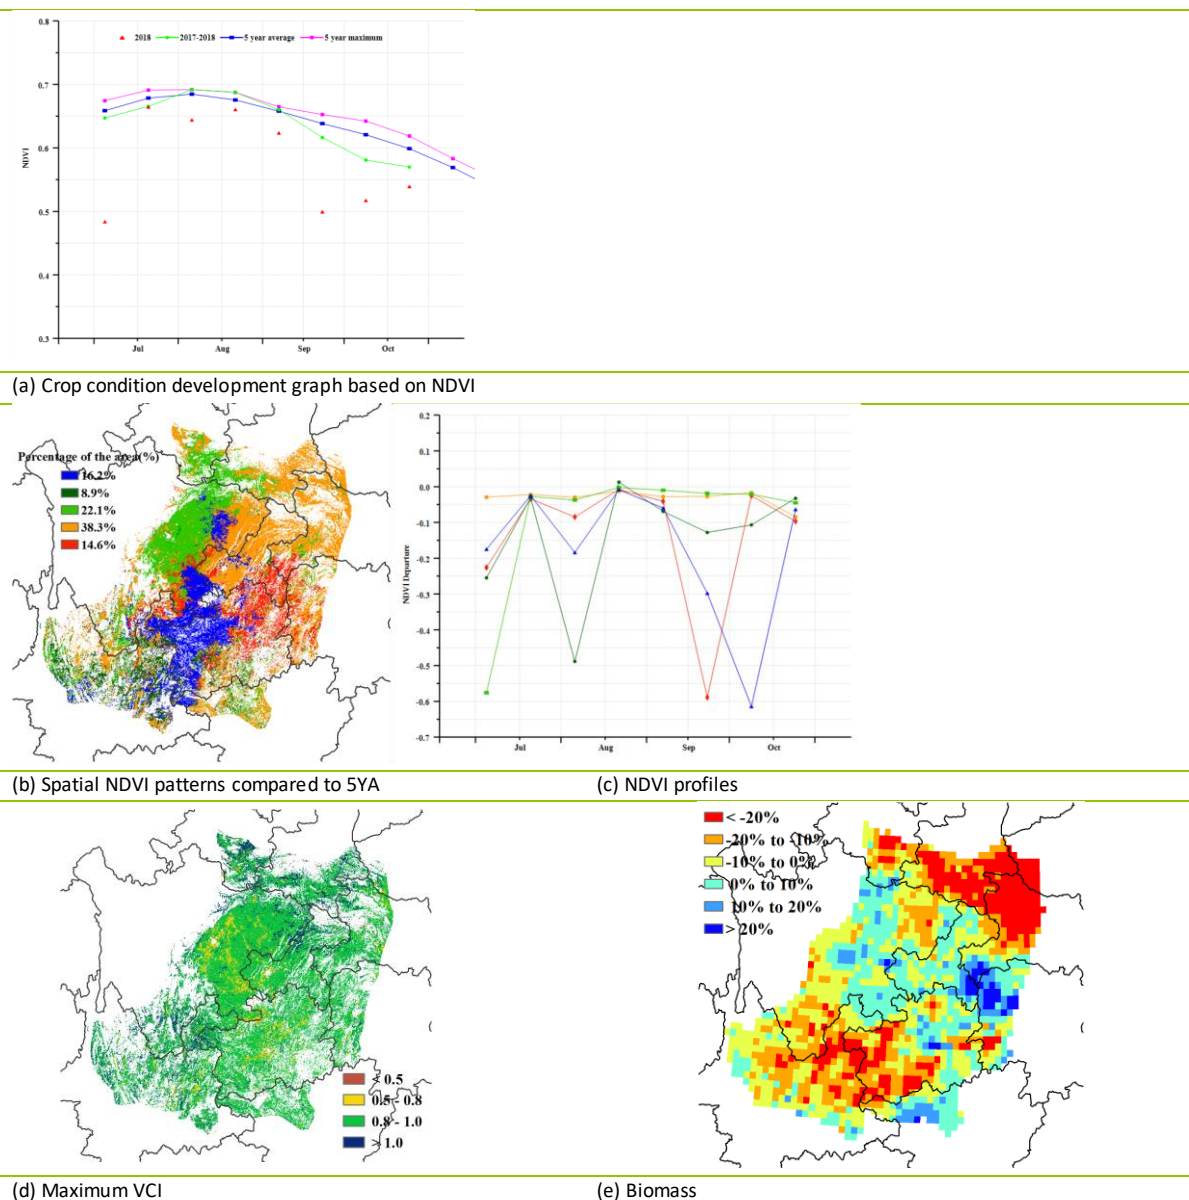 0.8
2018 2017-2018 5 year average 5 year maximum
0.7
0.6
NDVI
0.5
0.4
0.3
Jul Aug Sep Oct
(a) Crop condition development graph based on NDVI
Percentage of the area(%)
16.2%
8.9%
22.1%
38.3%
14.6%
0.2
0.1
0.0
-0.1
-0.2
NDVI Departure
-0.3
-0.4
-0.5
-0.6
-0.7
Jul Aug Sep Oct
(b) Spatial NDVI patterns compared to 5YA (c) NDVI profiles
< 0.5
0.5 - 0.8
0.8 - 1.0
> 1.0
< -20%
-20% to -10%
-10% to 0%
0% to 10%
10% to 20%
> 20%
(d) Maximum VCI (e) Biomass